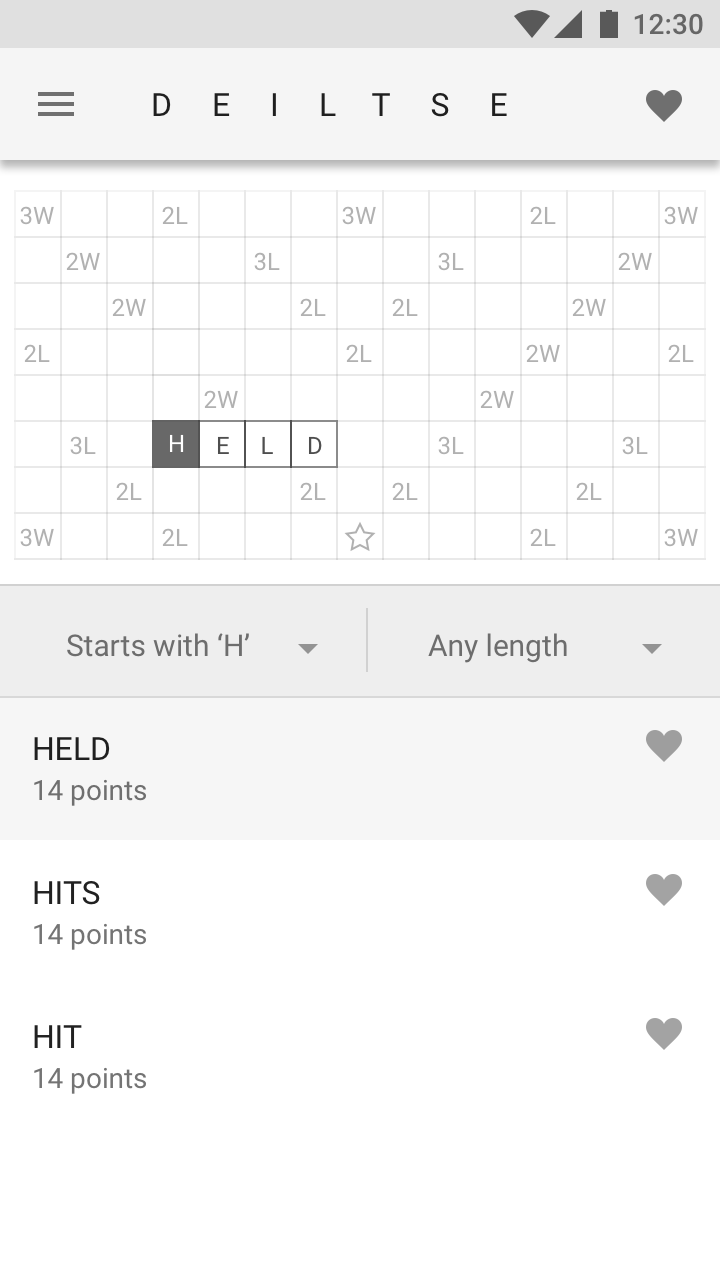 12:30
D E I L T S E
3W 2L 3W 2L 3W
2W 3L 3L 2W
2W 2L 2L 2W
2L 2L 2W 2L
2W 2W
3L H E L D 3L 3L
2L 2L 2L 2L
3W 2L 2L 3W
Starts with ‘H’ Any length
HELD
14 points
HITS
14 points
HIT
14 points